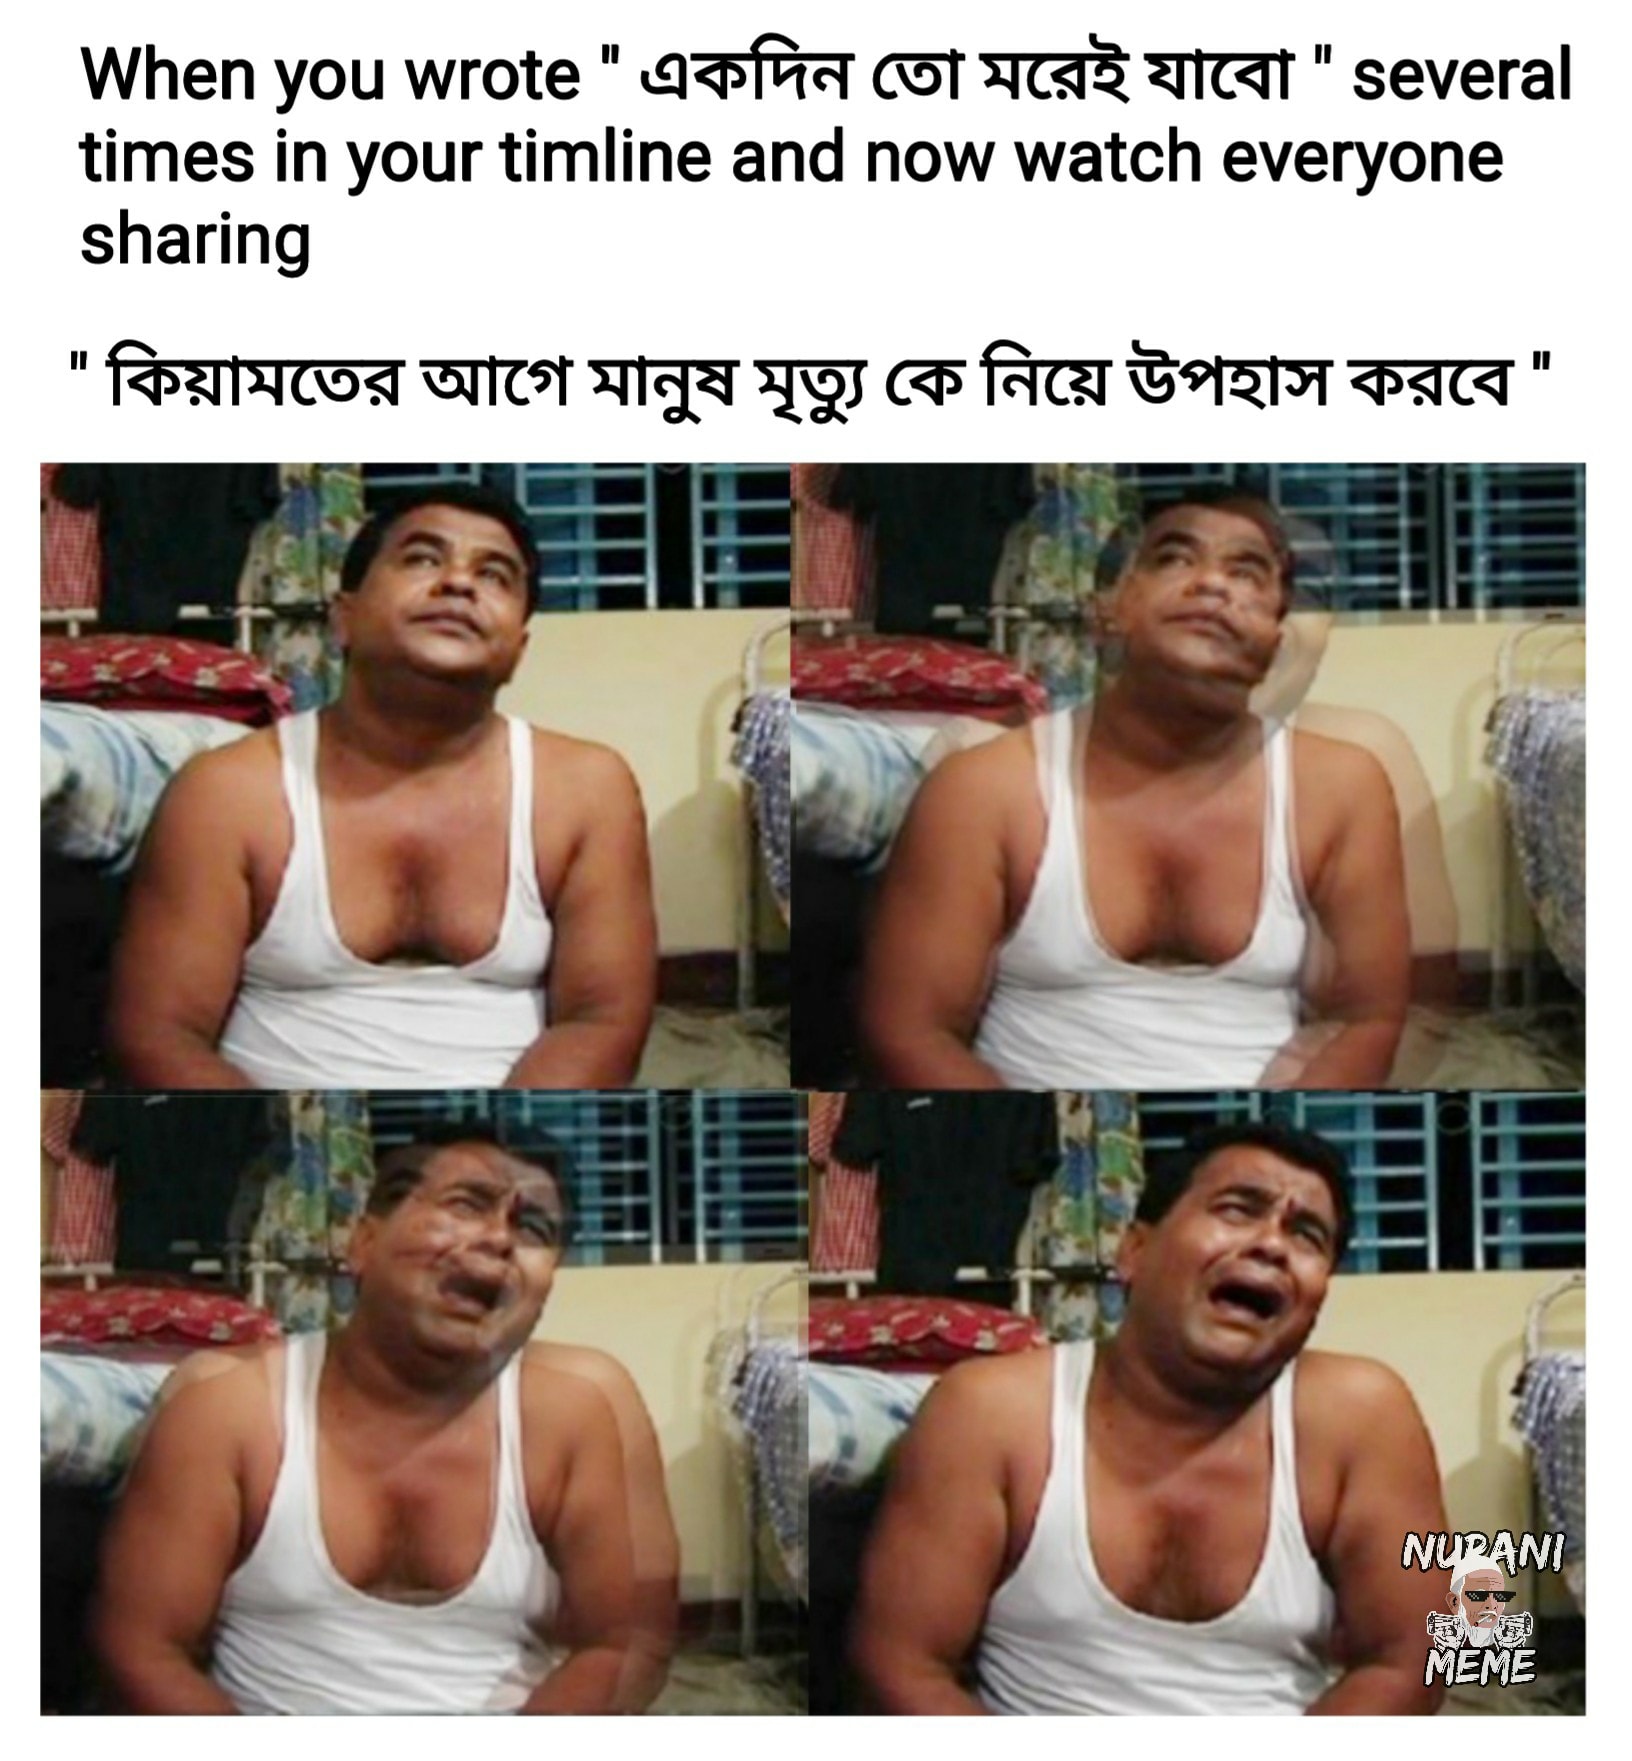 When you wrote " একদিন তো মরেই যাবো " several
times in your timline and now watch everyone
sharing
" কিয়ামতের আগে মানুষ মৃত্যু কে নিয়ে উপহাস করবে "
NURANI
MEME